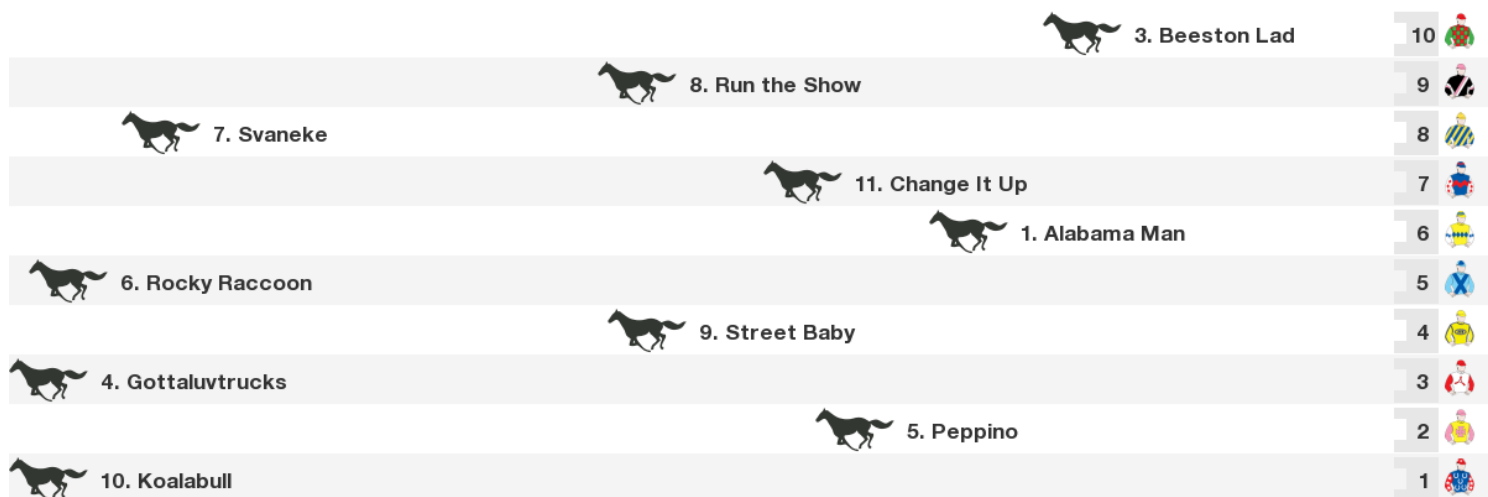 3. Beeston Lad 10
8. Run the Show 9
7. Svaneke 8
11. Change It Up 7
1. Alabama Man 6
6. Rocky Raccoon 5
9. Street Baby 4
4. Gottaluvtrucks 3
5. Peppino 2
10. Koalabull 1